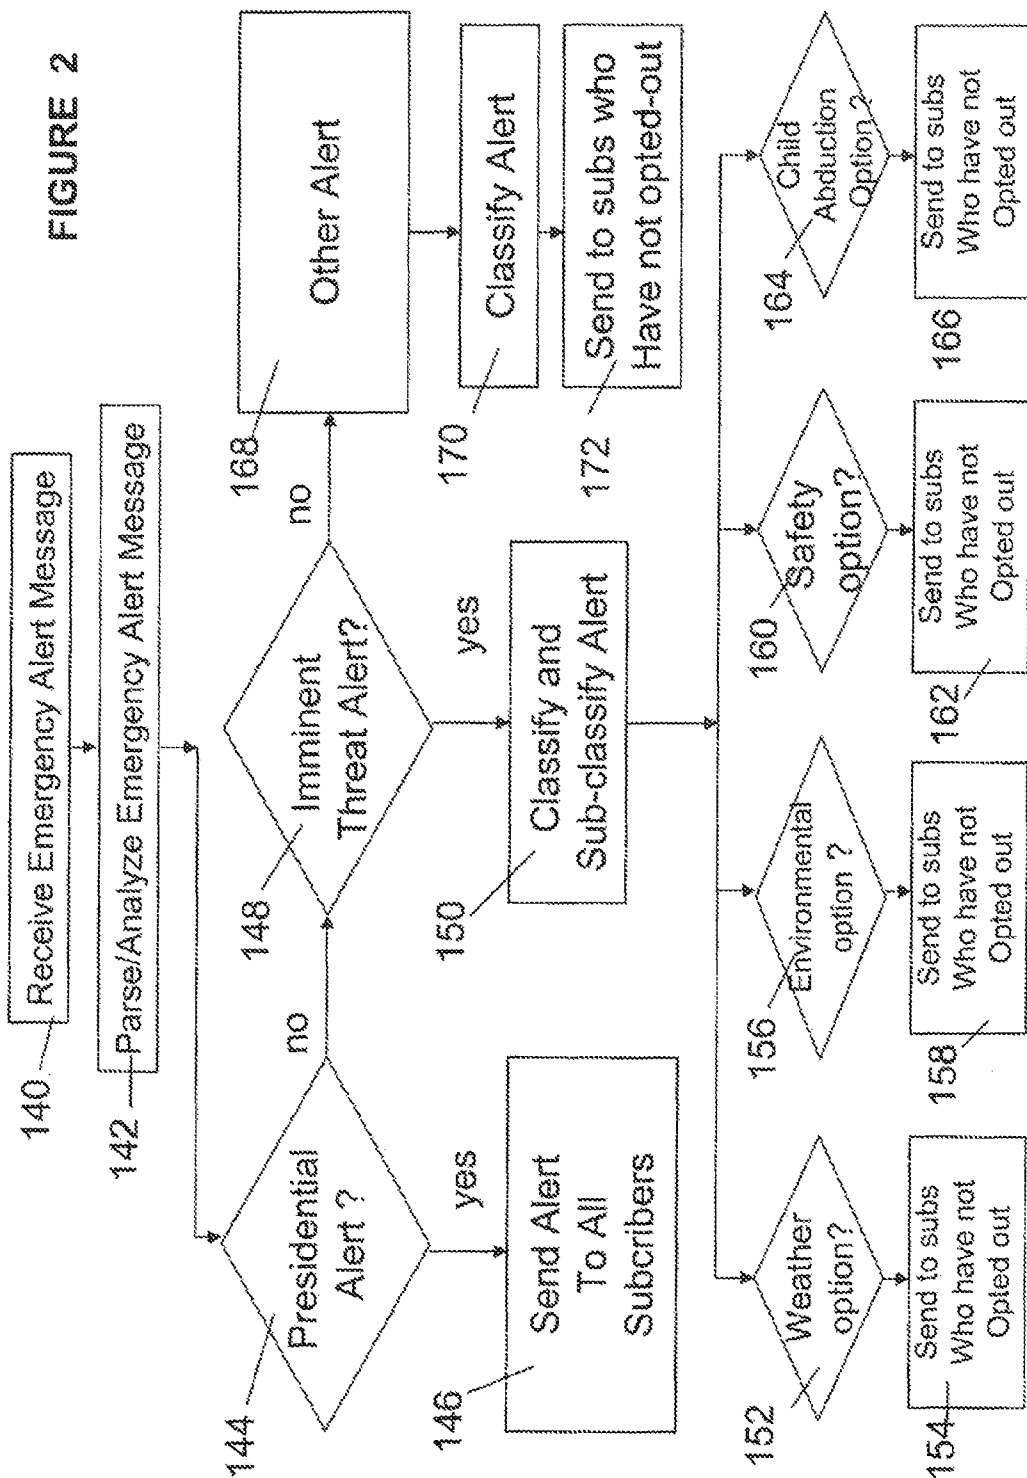 FIGURE 2
140
Receive Emergency Alert Message
142
Parse/Analyze Emergency Alert Message
144
Presidential
Alert ?
no
yes
146
Send Alert
To All
Subcribers
148
Imminent
Threat Alert?
no
yes
150
Classify and
Sub-classify Alert
168
Other Alert
170
Classify Alert
172
Send to subs who
Have not opted-out
152
Weather
option?
154
Send to subs
Who have not
Opted out
156
Environmental
option ?
158
Send to subs
Who have not
Opted out
160
Safety
option?
162
Send to subs
Who have not
Opted out
164
Child
Abduction
Option ?
166
Send to subs
Who have not
Opted out